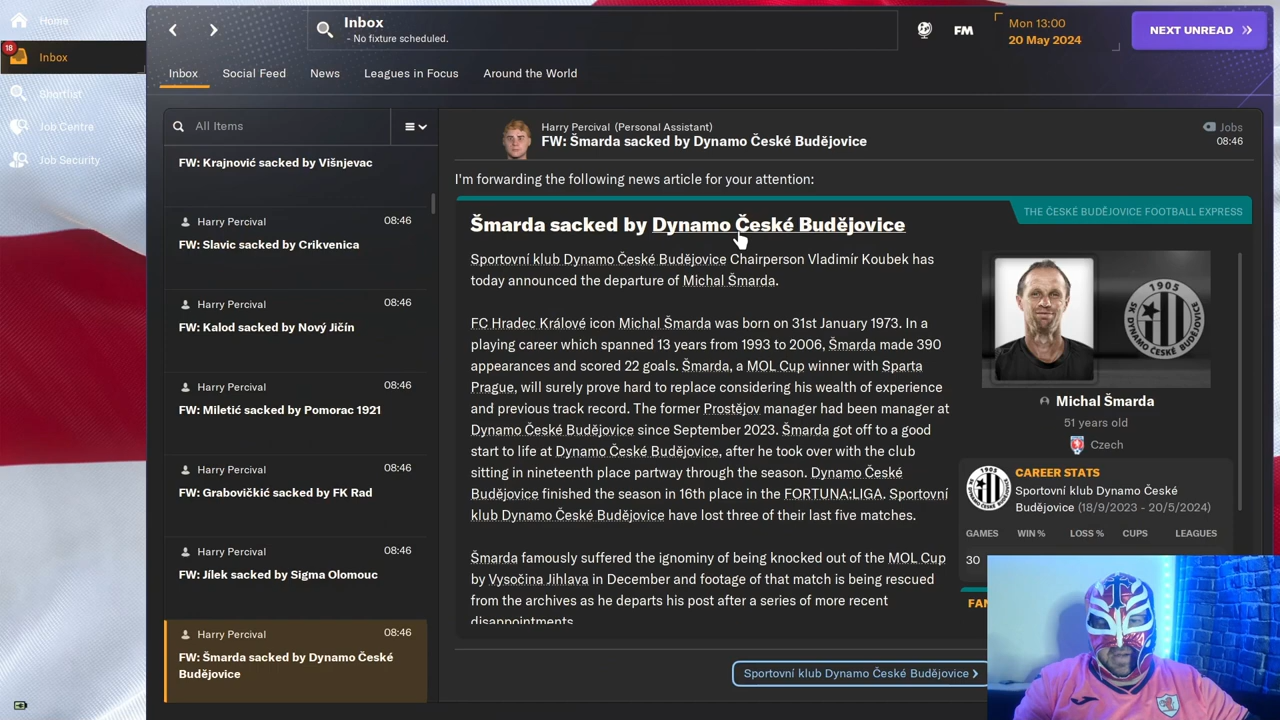 Home
18
Inbox
Shortlist
Job Centre
Job Security
Inbox
- No fixture scheduled.
FM
Mon 13:00
20 May 2024
NEXT UNREAD
Inbox
Social Feed
News
Leagues in Focus
Around the World
All Items
FW: Krajnović sacked by Višnjevac
Harry Percival 08:46
FW: Slavic sacked by Crikvenica
Harry Percival 08:46
FW: Kalod sacked by Nový Jičín
Harry Percival 08:46
FW: Miletić sacked by Pomorac 1921
Harry Percival 08:46
FW: Grabovičkić sacked by FK Rad
Harry Percival 08:46
FW: Jílek sacked by Sigma Olomouc
Harry Percival 08:46
FW: Šmarda sacked by Dynamo České
Budějovice
Harry Percival (Personal Assistant)
FW: Šmarda sacked by Dynamo České Budějovice
Jobs
08:46
I'm forwarding the following news article for your attention:
THE ČESKÉ BUDĚJOVICE FOOTBALL EXPRESS
Šmarda sacked by Dynamo České Budějovice
Sportovní klub Dynamo České Budějovice Chairperson Vladimír Koubek has
today announced the departure of Michal Šmarda.
FC Hradec Králové icon Michal Šmarda was born on 31st January 1973. In a
playing career which spanned 13 years from 1993 to 2006, Šmarda made 390
appearances and scored 22 goals. Šmarda, a MOL Cup winner with Sparta
Prague, will surely prove hard to replace considering his wealth of experience
and previous track record. The former Prostějov manager had been manager at
Dynamo České Budějovice since September 2023. Šmarda got off to a good
start to life at Dynamo České Budějovice, after he took over with the club
sitting in nineteenth place partway through the season. Dynamo České
Budějovice finished the season in 16th place in the FORTUNA:LIGA. Sportovní
klub Dynamo České Budějovice have lost three of their last five matches.
Šmarda famously suffered the ignominy of being knocked out of the MOL Cup
by Vysočina Jihlava in December and footage of that match is being rescued
from the archives as he departs his post after a series of more recent
disappointments
1905
SK DYNAMO ČESKÉ BUDĚJOVICE
Michal Šmarda
51 years old
Czech
CAREER STATS
Sportovní klub Dynamo České
Budějovice (18/9/2023 - 20/5/2024)
GAMES WIN % LOSS % CUPS LEAGUES
30
FAN
Sportovní klub Dynamo České Budějovice